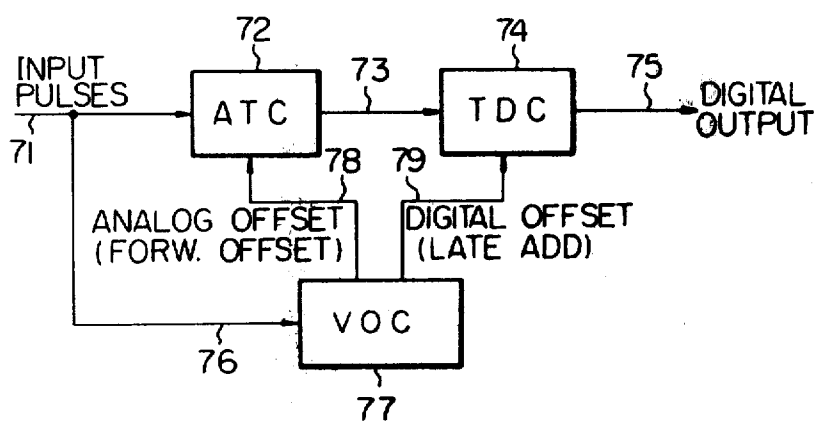 72
74
INPUT
PULSES
ATC
73
TDC
75
DIGITAL
OUTPUT
71
78
79
ANALOG OFFSET
(FORW. OFFSET)
DIGITAL OFFSET
(LATE ADD)
VOC
76
77